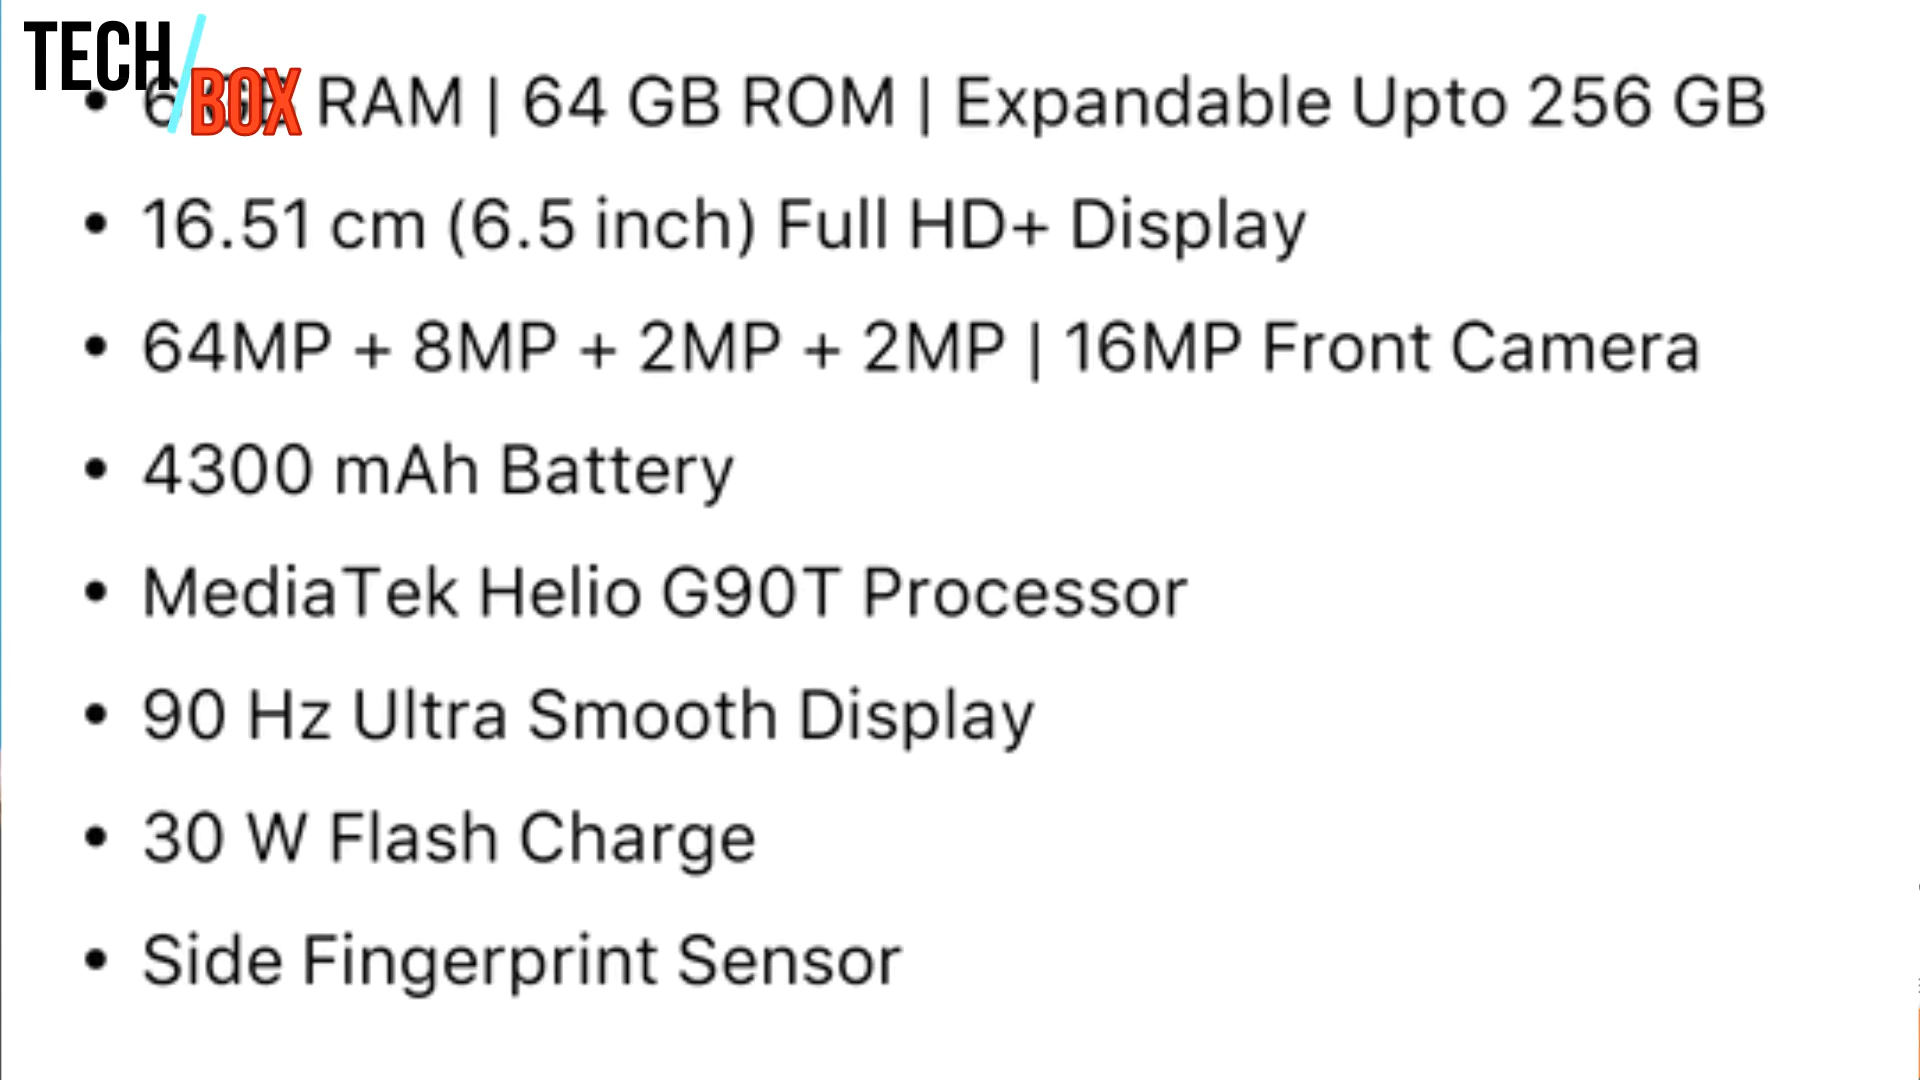 TECH
BOX
6 GB RAM | 64 GB ROM | Expandable Upto 256 GB
16.51 cm (6.5 inch) Full HD+ Display
64MP + 8MP + 2MP + 2MP | 16MP Front Camera
4300 mAh Battery
MediaTek Helio G90T Processor
90 Hz Ultra Smooth Display
30 W Flash Charge
Side Fingerprint Sensor